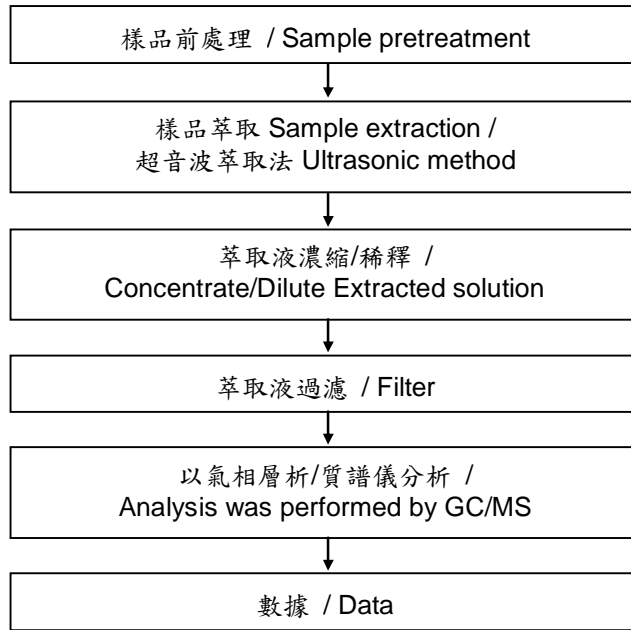 樣品前處理 / Sample pretreatment
樣品萃取 Sample extraction /
超音波萃取法 Ultrasonic method
萃取液濃縮/稀釋 /
Concentrate/Dilute Extracted solution
萃取液過濾 / Filter
以氣相層析/質譜儀分析 /
Analysis was performed by GC/MS
數據 / Data